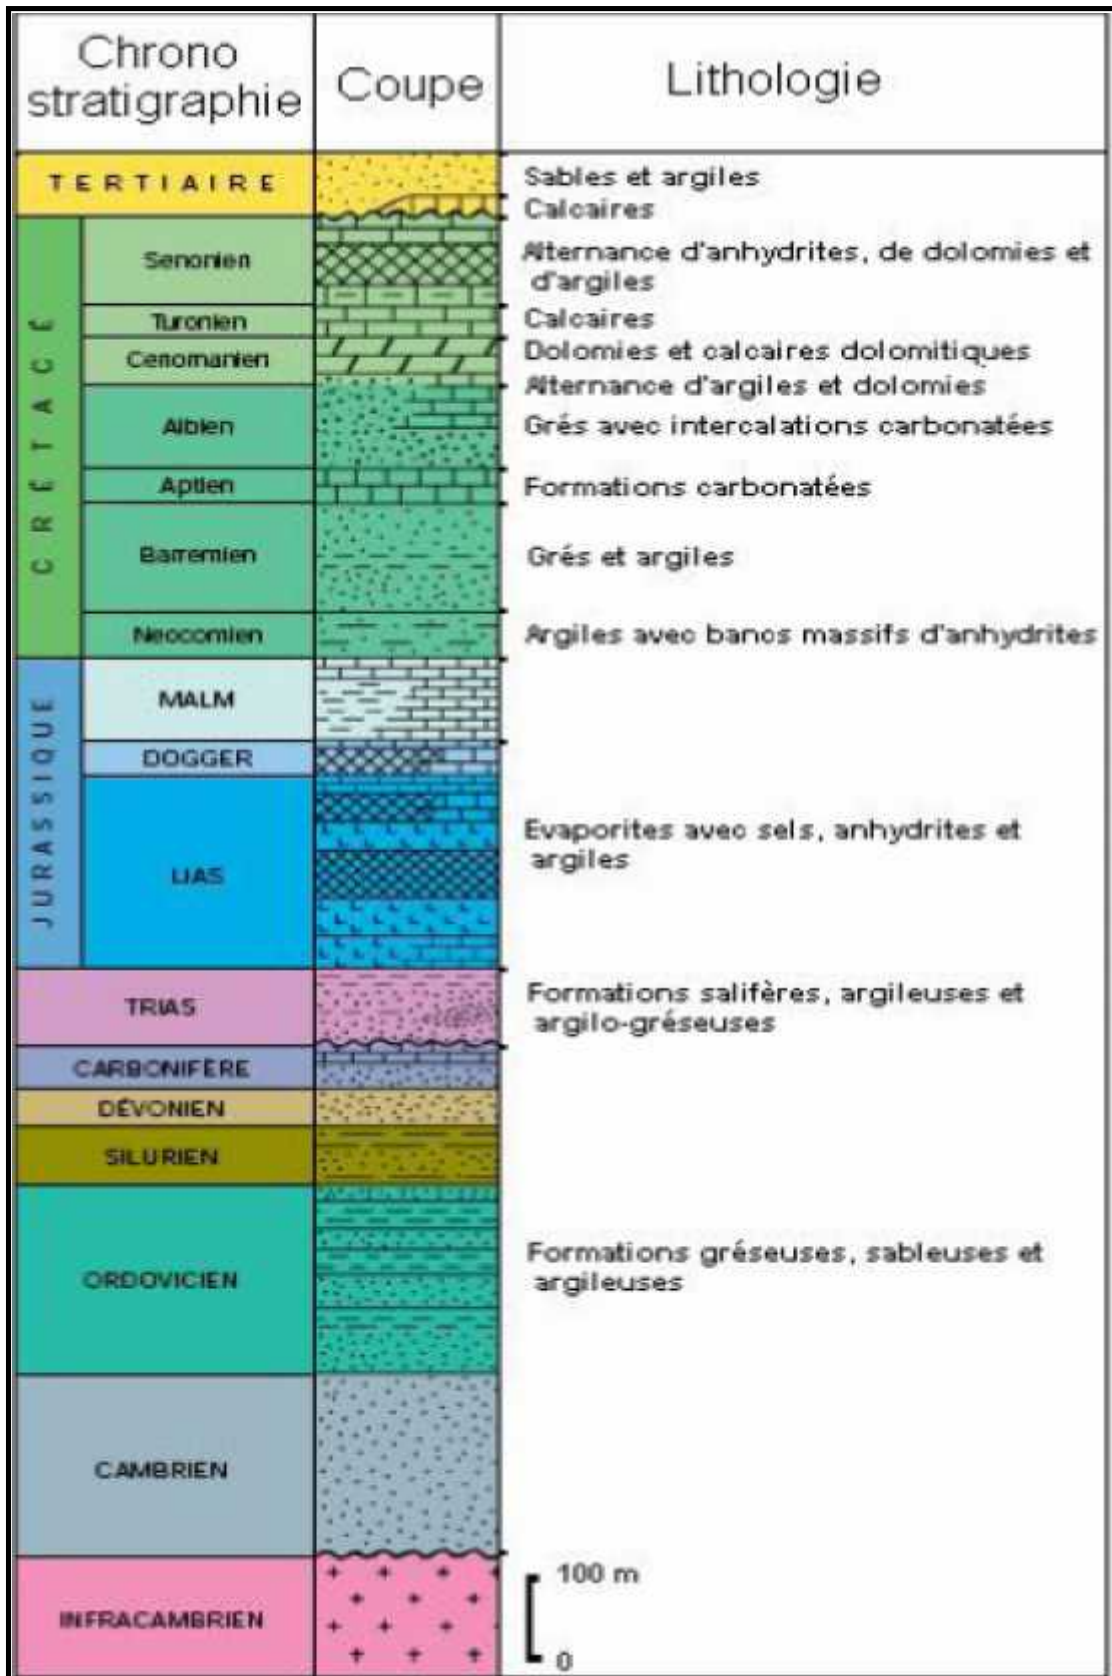 Chrono
stratigraphie
Coupe
Lithologie
TERTIAIRE
Sables et argiles
Calcaires
CRETACÉ
Senonien
Alternance d'anhydrites, de dolomies et
d'argiles
Turonien
Calcaires
Cenomanien
Dolomies et calcaires dolomitiques
Alternance d'argiles et dolomies
Albien
Grés avec intercalations carbonatées
Aptien
Formations carbonatées
Barremien
Grés et argiles
Neocomien
Argiles avec bancs massifs d'anhydrites
JURASSIQUE
MALM
DOGGER
LIAS
Evaporites avec sels, anhydrites et
argiles
TRIAS
Formations salifères, argileuses et
argilo-gréseuses
CARBONIFÈRE
DÉVONIEN
SILURIEN
ORDOVICIEN
Formations gréseuses, sableuses et
argileuses
CAMBRIEN
INFRACAMBRIEN
100 m
0